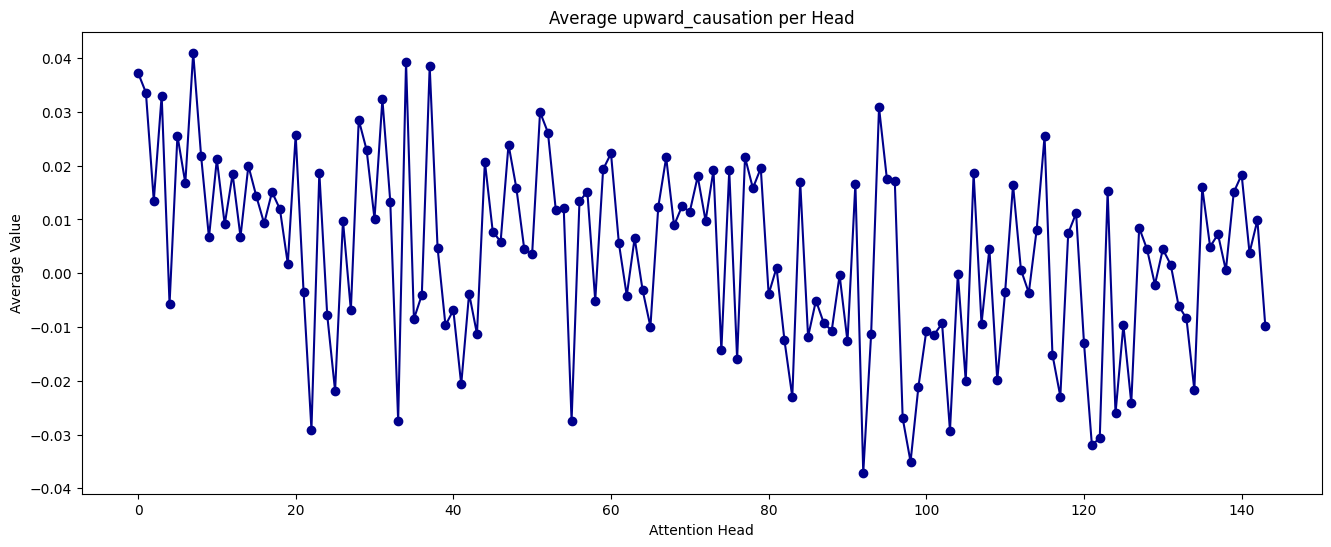 Average upward_causation per Head
Average Value
0.04
0.03
0.02
0.01
0.00
−0.01
−0.02
−0.03
−0.04
0 20 40 60 80 100 120 140
Attention Head